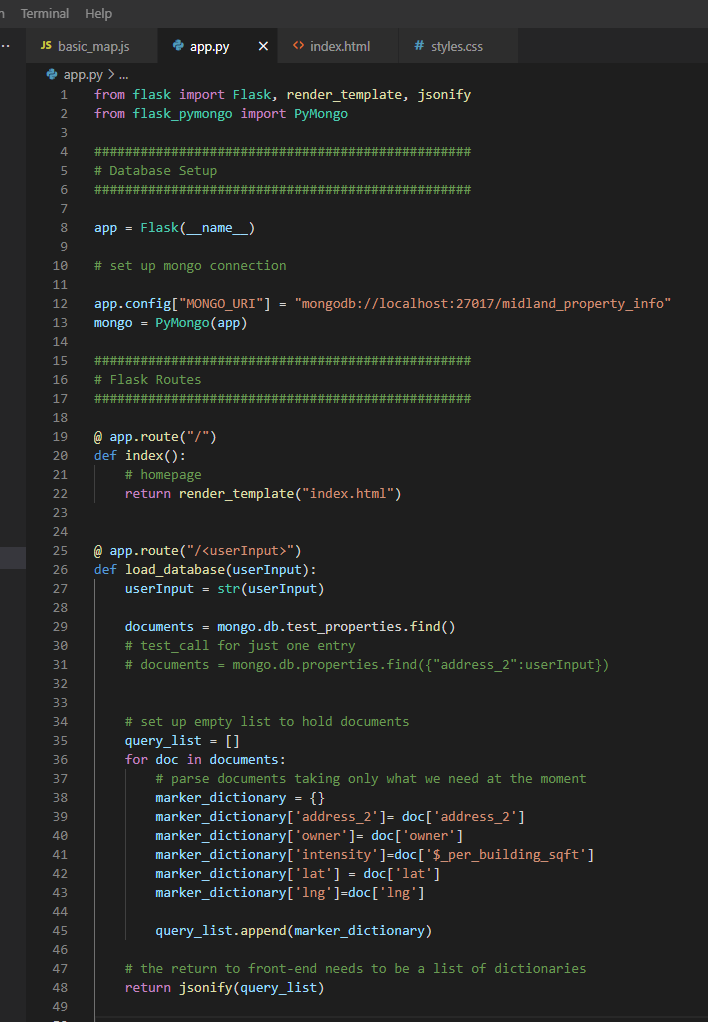 Terminal Help
JS basic_map.js app.py × <> index.html # styles.css
app.py > ...
1 from flask import Flask, render_template, jsonify
2 from flask_pymongo import PyMongo
3
4 #################################################
5 # Database Setup
6 #################################################
7
8 app = Flask(__name__)
9
10 # set up mongo connection
11
12 app.config["MONGO_URI"] = "mongodb://localhost:27017/midland_property_info"
13 mongo = PyMongo(app)
14
15 #################################################
16 # Flask Routes
17 #################################################
18
19 @ app.route("/")
20 def index():
21     # homepage
22     return render_template("index.html")
23
24
25 @ app.route("/<userInput>")
26 def load_database(userInput):
27     userInput = str(userInput)
28
29     documents = mongo.db.test_properties.find()
30     # test_call for just one entry
31     # documents = mongo.db.properties.find({"address_2":userInput})
32
33
34     # set up empty list to hold documents
35     query_list = []
36     for doc in documents:
37         # parse documents taking only what we need at the moment
38         marker_dictionary = {}
39         marker_dictionary['address_2']= doc['address_2']
40         marker_dictionary['owner']= doc['owner']
41         marker_dictionary['intensity']=doc['$_per_building_sqft']
42         marker_dictionary['lat'] = doc['lat']
43         marker_dictionary['lng']=doc['lng']
44
45         query_list.append(marker_dictionary)
46
47     # the return to front-end needs to be a list of dictionaries
48     return jsonify(query_list)
49